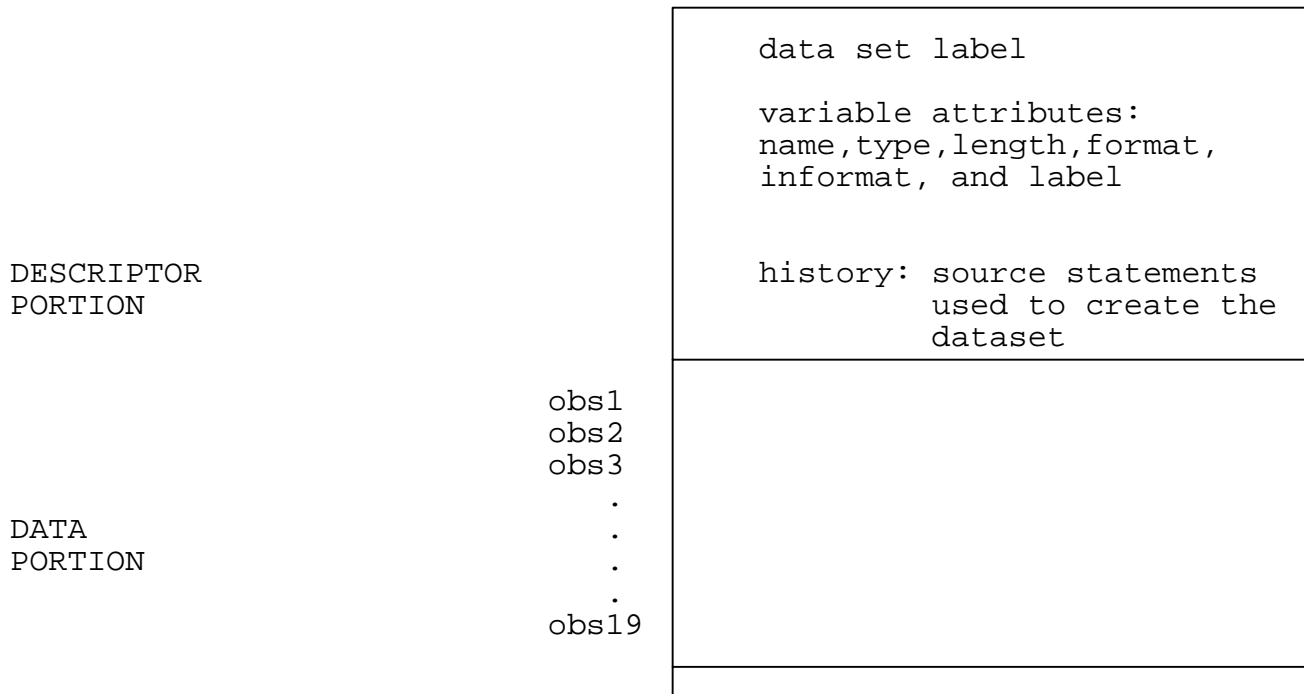 data set label
variable attributes:
name,type,length,format,
informat, and label
DESCRIPTOR
PORTION
history: source statements
used to create the
dataset
obs1
obs2
obs3
.
DATA
PORTION
.
.
.
obs19